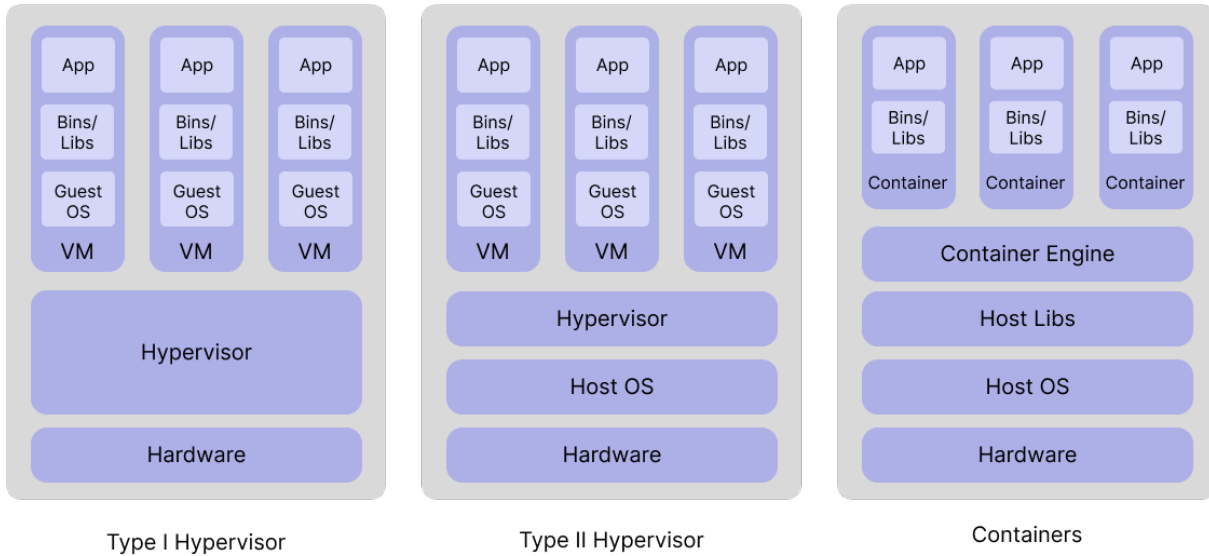 App
App
App
Bins/
Libs
Bins/
Libs
Bins/
Libs
Guest
OS
Guest
OS
Guest
OS
VM
VM
VM
Hypervisor
Hardware
Type I Hypervisor
App
App
App
Bins/
Libs
Bins/
Libs
Bins/
Libs
Guest
OS
Guest
OS
Guest
OS
VM
VM
VM
Hypervisor
Host OS
Hardware
Type II Hypervisor
App
App
App
Bins/
Libs
Bins/
Libs
Bins/
Libs
Container
Container
Container
Container Engine
Host Libs
Host OS
Hardware
Containers